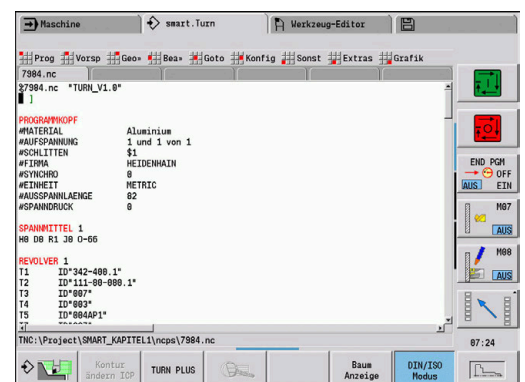 Maschine
smart.Turn
Werkzeug-Editor
Prog Vorsp Geo» Bea» Goto Konfig Sonst Extras Grafik
7984.nc
%7984.nc "TURN_V1.0"
[ ]
PROGRAMMKOPF
#MATERIAL Aluminium
#AUFSPANNUNG 1 und 1 von 1
#SCHLITTEN $1
#FIRMA HEIDENHAIN
#SYNCHRO 0
#EINHEIT METRIC
#AUSSPANNLAENGE 82
#SPANNDRUCK 0
SPANNMITTEL 1
H0 D0 R1 J0 O-66
REVOLVER 1
T1 ID"342-400.1"
T2 ID"111-80-080.1"
T3 ID"007"
T4 ID"003"
T5 ID"004AP1"
TNC:\Project\SMART_KAPITEL1\ncps\7984.nc
END PGM
OFF
AUS EIN
M07
AUS
M08
AUS
07:24
Kontur
ändern ICP
TURN PLUS
Baum
Anzeige
DIN/ISO
Modus